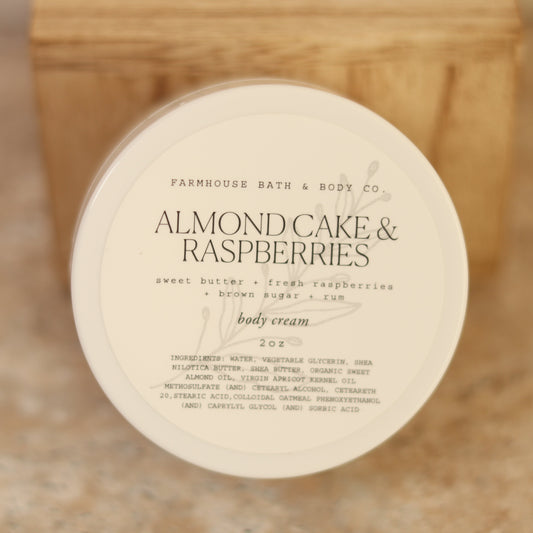 FARMHOUSE BATH & BODY CO.
ALMOND CAKE &
RASPBERRIES
sweet butter + fresh raspberries
+ brown sugar + rum
body cream
2oz
INGREDIENTS: WATER, VEGETABLE GLYCERIN, SHEA
NILOTICA BUTTER, SHEA BUTTER, ORGANIC SWEET
ALMOND OIL, VIRGIN APRICOT KERNEL OIL
METHOSULFATE (AND) CETEARYL ALCOHOL, CETEARETH
20,STEARIC ACID,COLLOIDAL OATMEAL PHENOXYETHANOL
(AND) CAPRYLYL GLYCOL (AND) SORBIC ACID